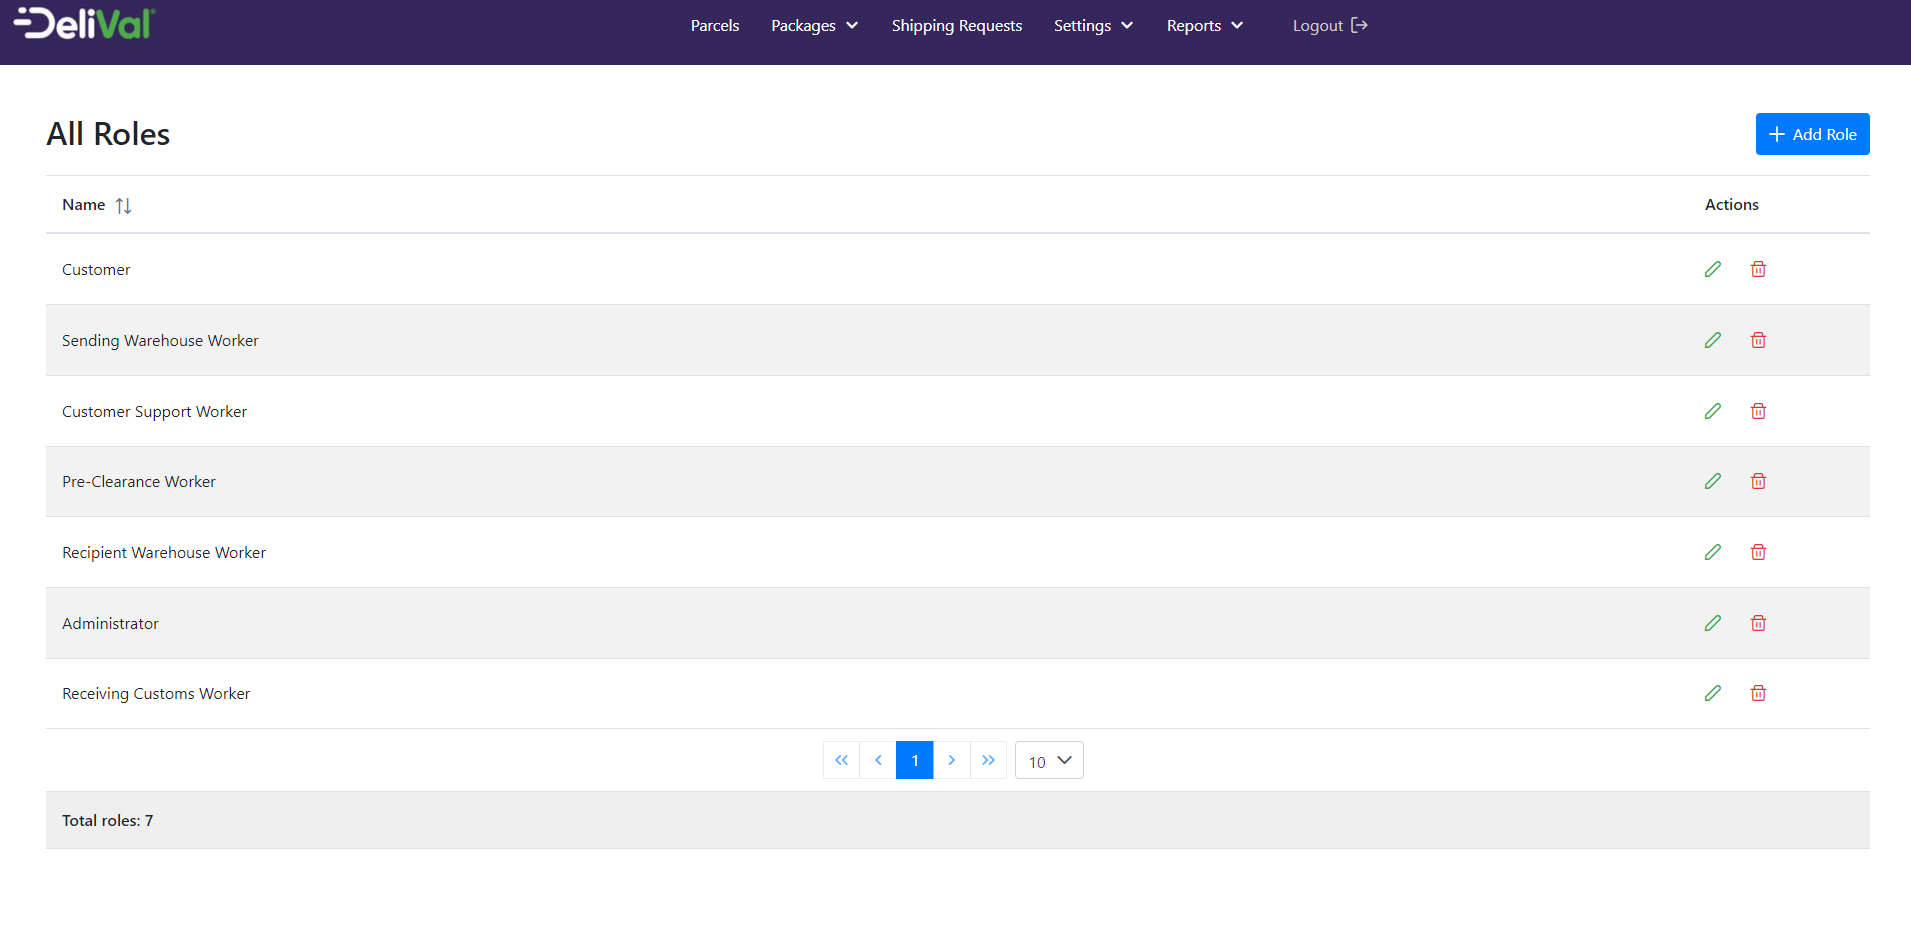 DeliVal
Parcels Packages Shipping Requests Settings Reports Logout
All Roles
+ Add Role
Name Actions
Customer
Sending Warehouse Worker
Customer Support Worker
Pre-Clearance Worker
Recipient Warehouse Worker
Administrator
Receiving Customs Worker
1 10
Total roles: 7